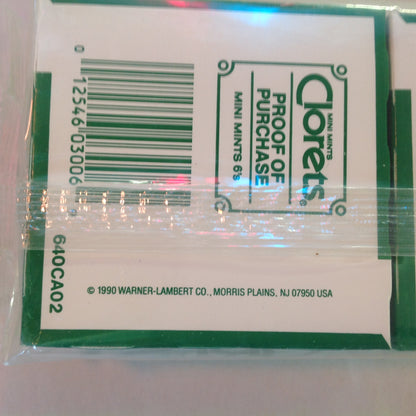 MINI MINTS
Clorets®
PROOF OF
PURCHASE
MINI MINTS 6's
0 12546 03006
640CA02
© 1990 WARNER-LAMBERT CO., MORRIS PLAINS, NJ 07950 USA